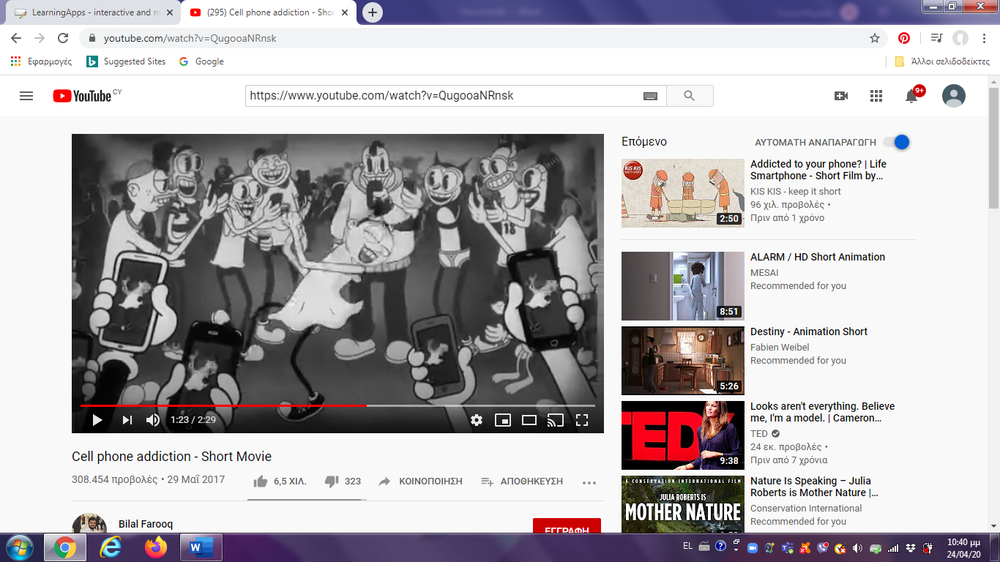 LearningApps - interactive and m
(295) Cell phone addiction - Shor
youtube.com/watch?v=QugooaNRnsk
Εφαρμογές
Suggested Sites
Google
Άλλοι σελιδοδείκτες
YouTube CY
https://www.youtube.com/watch?v=QugooaNRnsk
9+
18
1:23 / 2:29
Cell phone addiction - Short Movie
308.454 προβολές • 29 Μαΐ 2017
6,5 ΧΙΛ.
323
ΚΟΙΝΟΠΟΙΗΣΗ
ΑΠΟΘΗΚΕΥΣΗ
Bilal Farooq
ΕΓΓΡΑΦΗ
Επόμενο
ΑΥΤΟΜΑΤΗ ΑΝΑΠΑΡΑΓΩΓΗ
KIS KIS
2:50
Addicted to your phone? | Life
Smartphone - Short Film by…
KIS KIS - keep it short
96 χιλ. προβολές •
Πριν από 1 χρόνο
8:51
ALARM / HD Short Animation
MESAI
Recommended for you
5:26
Destiny - Animation Short
Fabien Weibel
Recommended for you
TED
9:38
Looks aren't everything. Believe
me, I'm a model. | Cameron…
TED
24 εκ. προβολές •
Πριν από 7 χρόνια
A CONSERVATION INTERNATIONAL FILM
JULIA ROBERTS IS
MOTHER NATURE
Nature Is Speaking – Julia
Roberts is Mother Nature |…
Conservation International
Recommended for you
EL
10:40 μμ
24/04/20